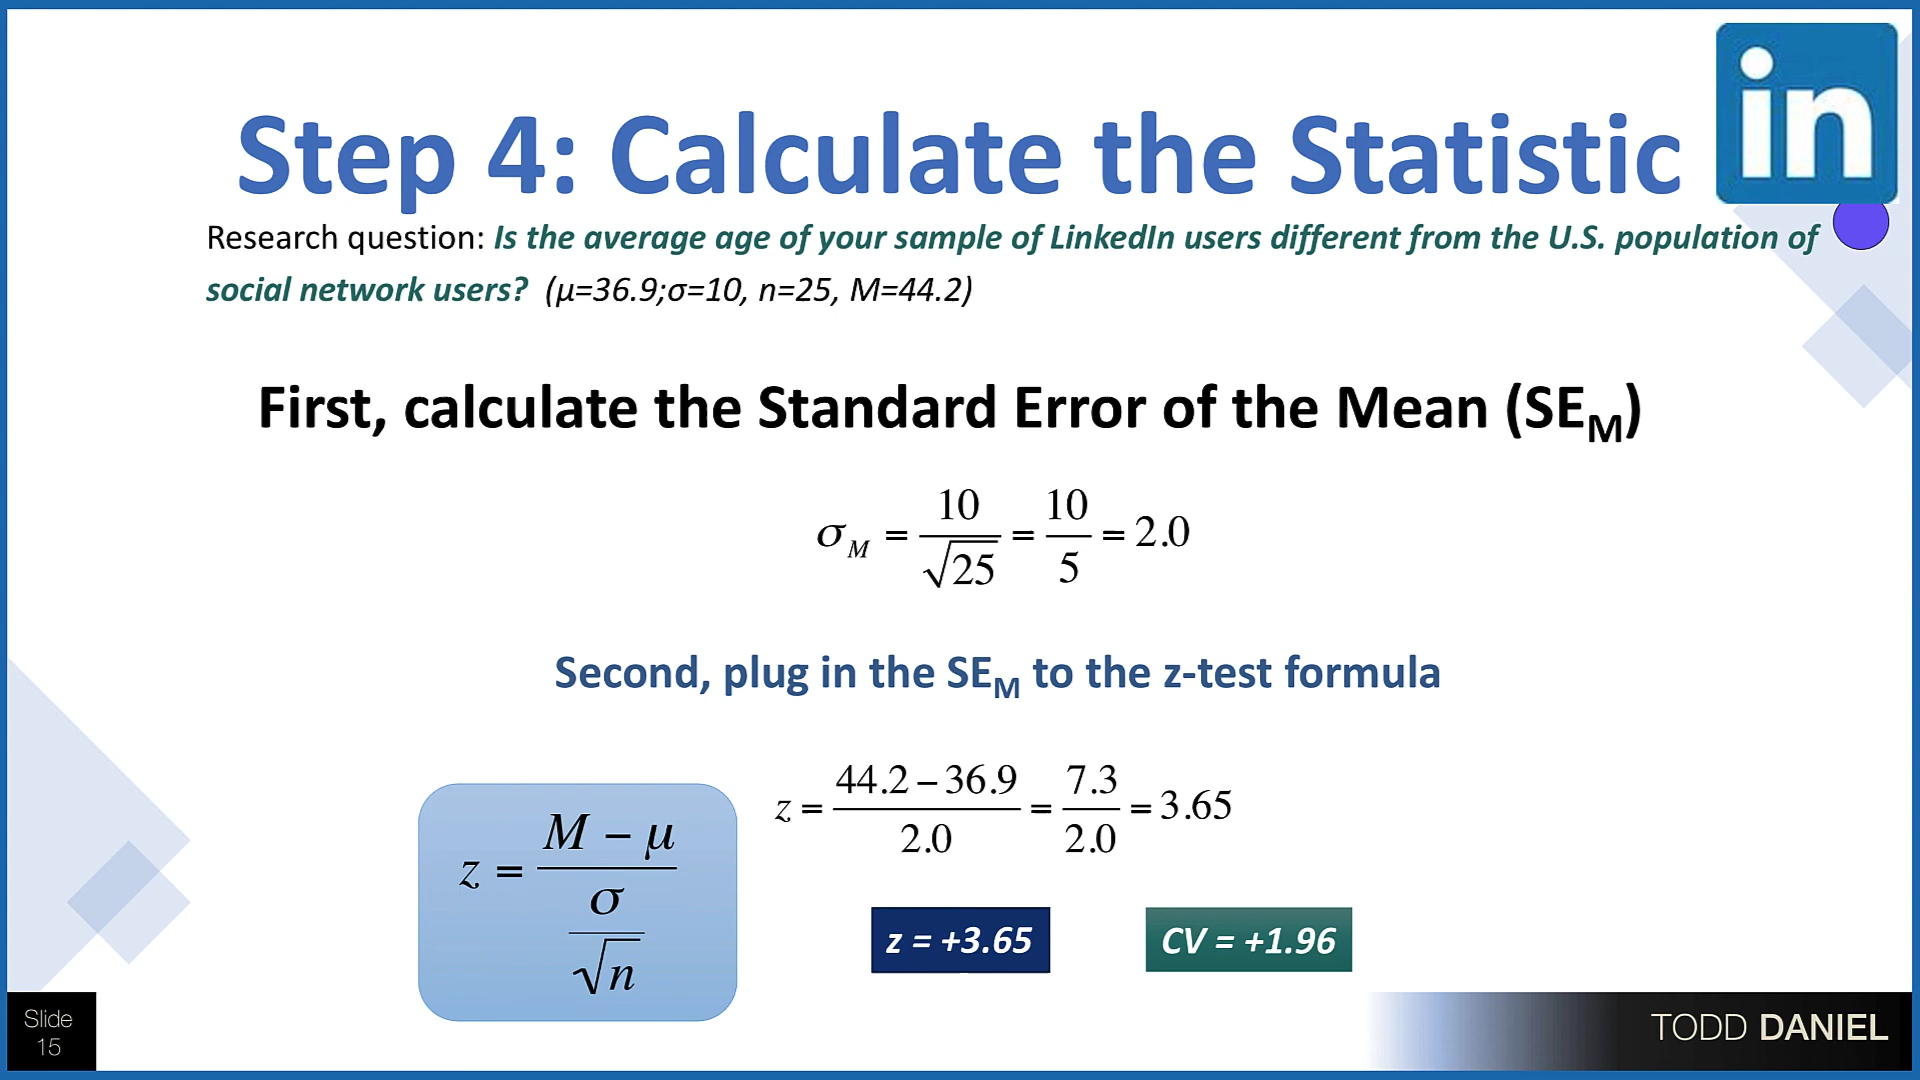 in
Step 4: Calculate the Statistic
Research question: Is the average age of your sample of LinkedIn users different from the U.S. population of
social network users? (μ=36.9;σ=10, n=25, M=44.2)
First, calculate the Standard Error of the Mean (SE_M)
σ_M = 10/√25 = 10/5 = 2.0
Second, plug in the SE_M to the z-test formula
z = (44.2 – 36.9)/2.0 = 7.3/2.0 = 3.65
z = (M – μ)/(σ/√n)
z = +3.65
CV = +1.96
Slide
15
TODD DANIEL